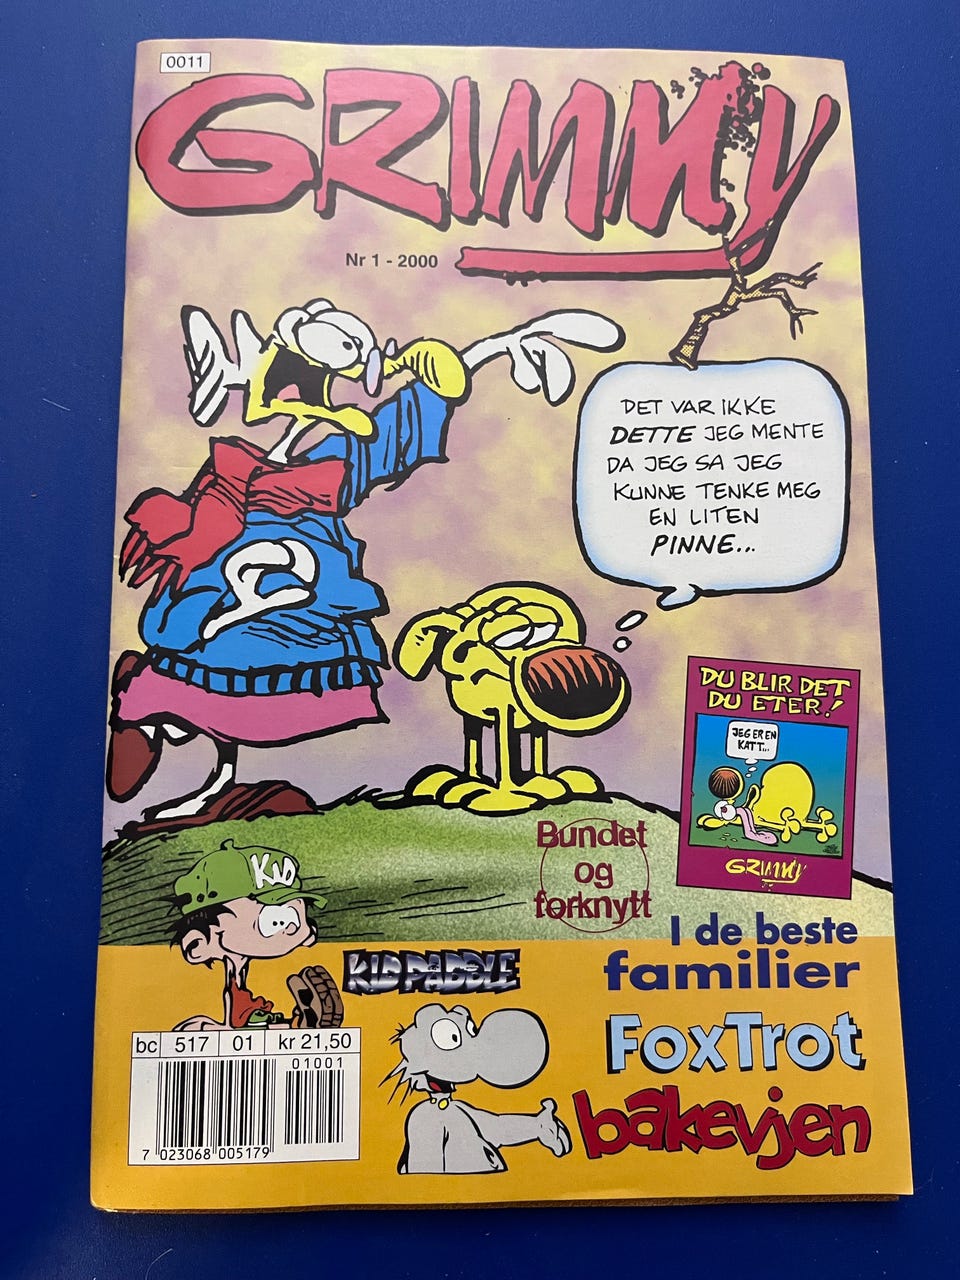 0011
GRIMMY
Nr 1 - 2000
DET VAR IKKE
DETTE JEG MENTE
DA JEG SA JEG
KUNNE TENKE MEG
EN LITEN
PINNE...
DU BLIR DET
DU ETER!
JEG ER EN
KATT...
GRIMMY
Bundet
og
forknytt
KID
I de beste
familier
KID PADDLE
FoxTrot
bakevjen
bc 517 01 kr 21,50
01001
7 023068 005179